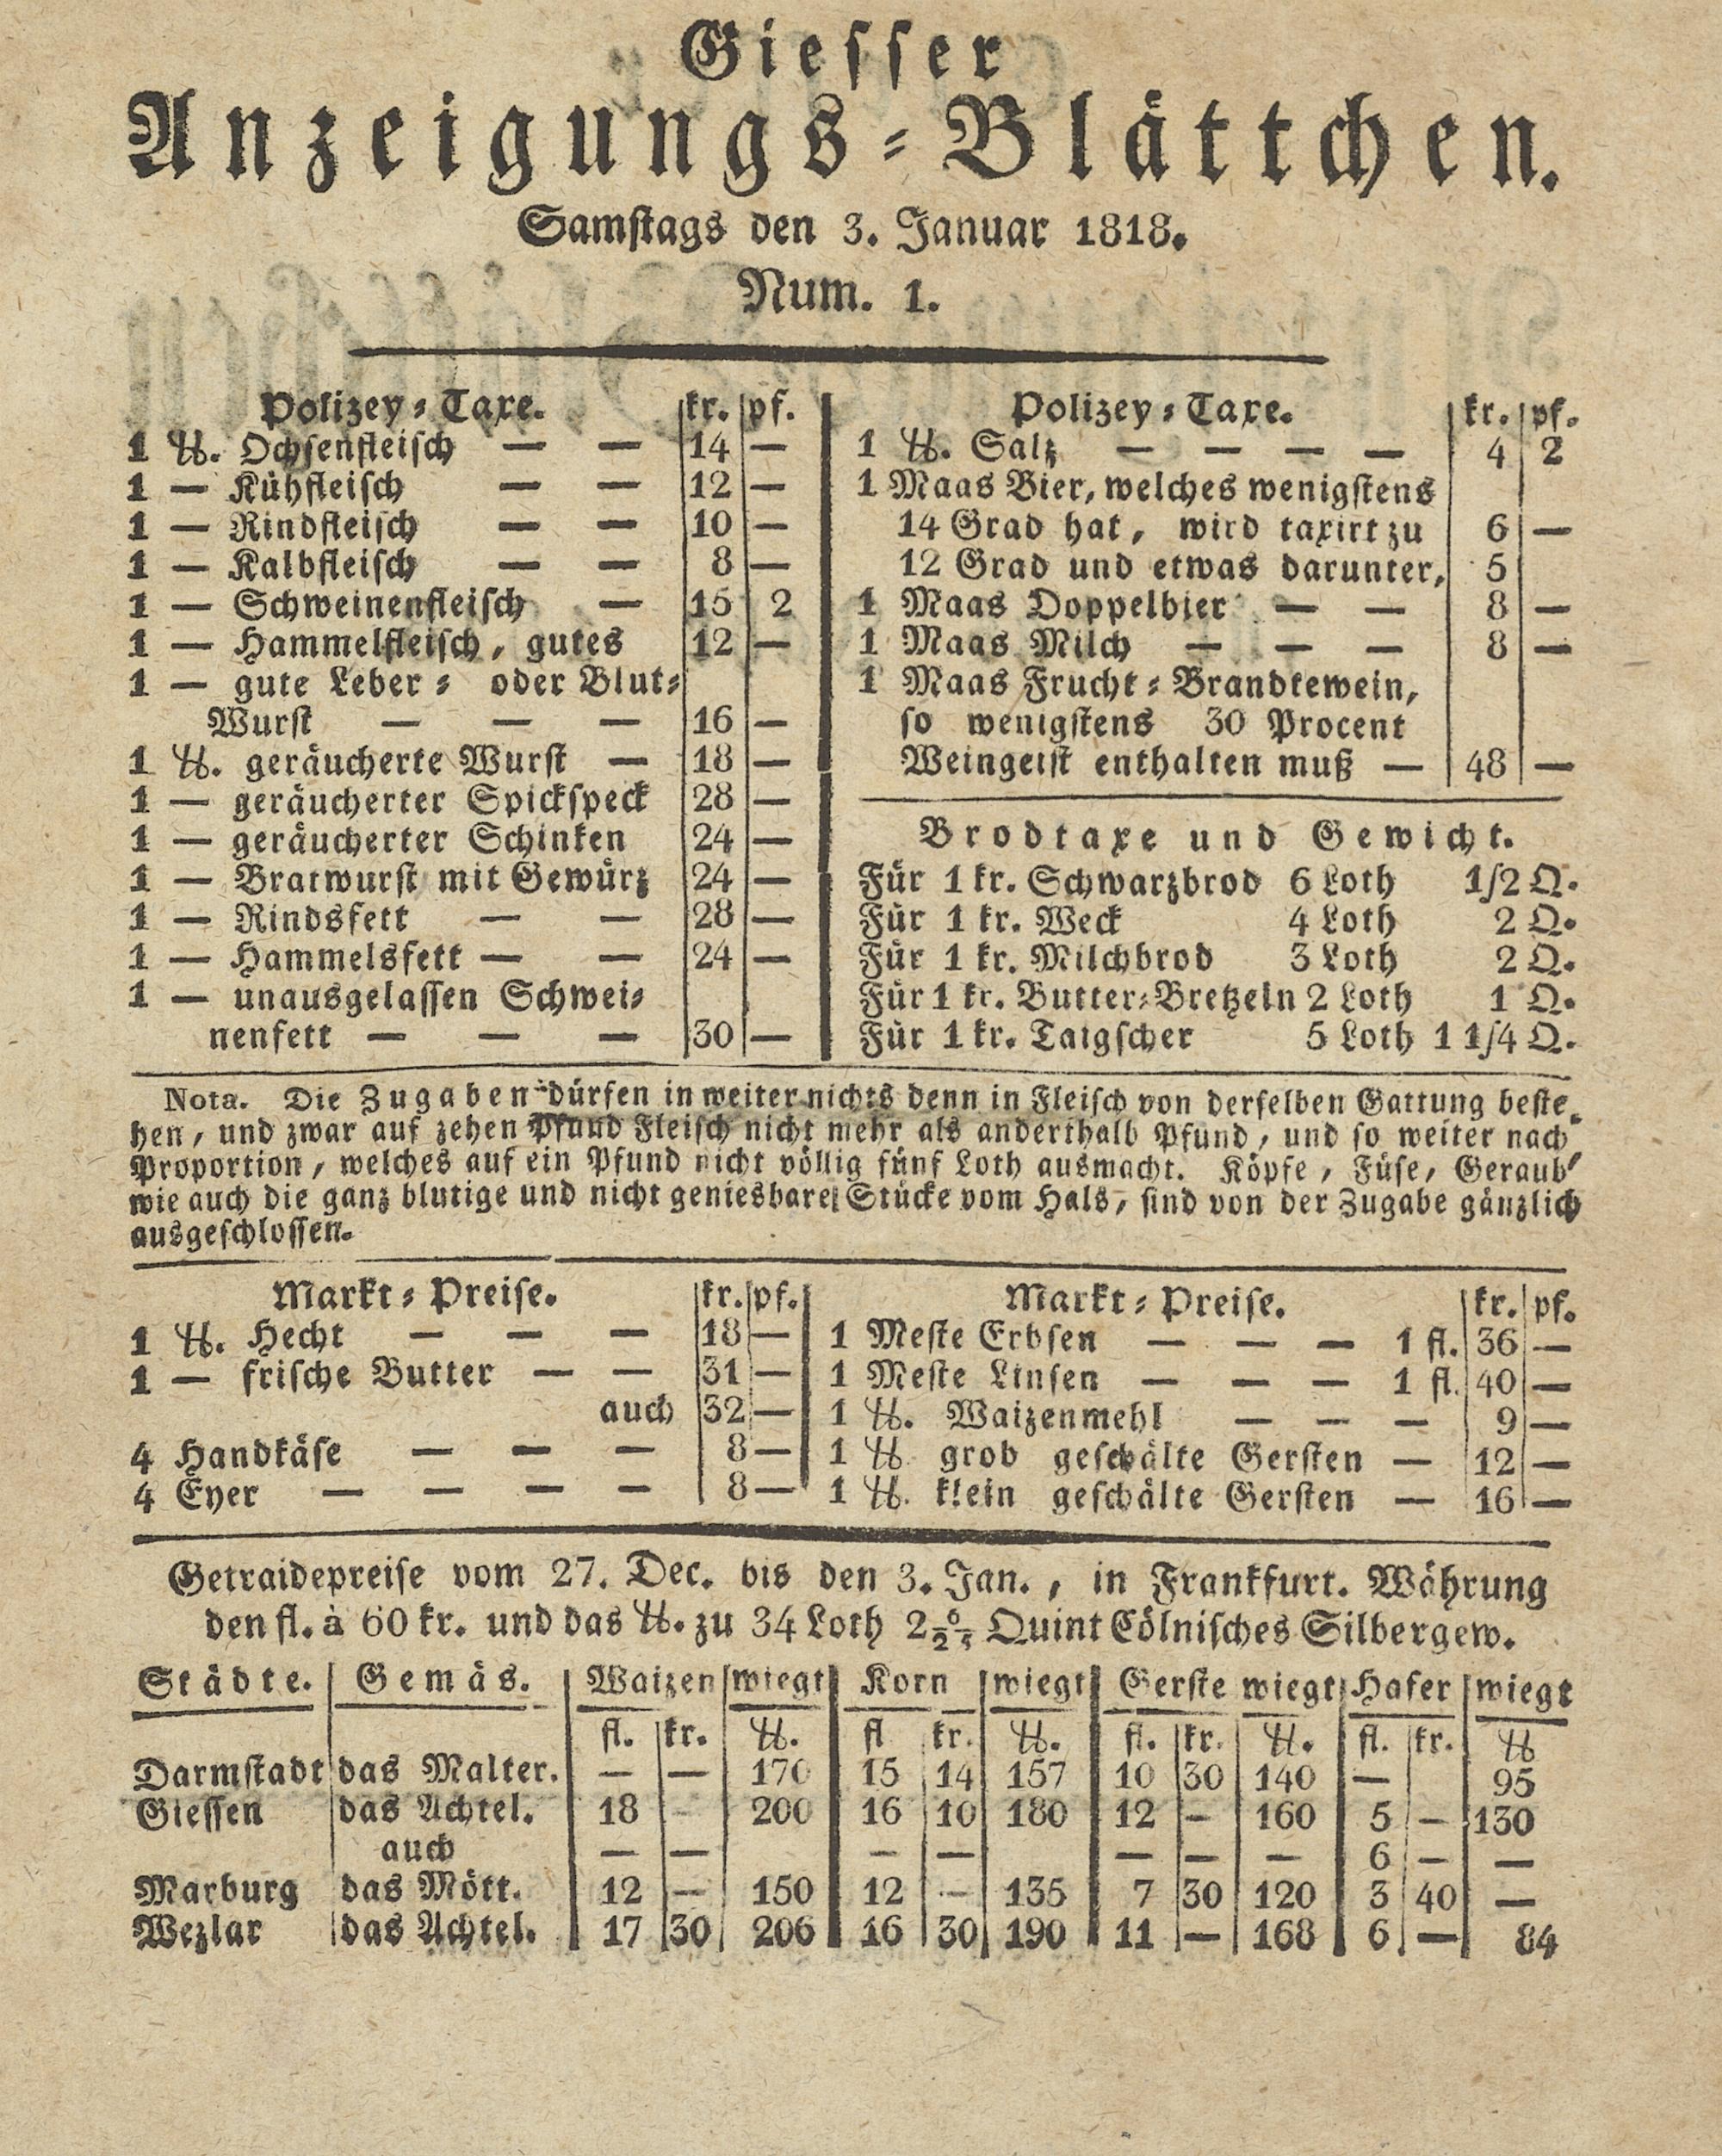 Giesser
Anzeigungs-Blättchen.
Samstags den 3. Januar 1818.
Num. 1.
Polizey-Taxe. kr. pf.
1 ℔. Ochsenfleisch — — 14 —
1 — Kühfleisch — — 12 —
1 — Rindfleisch — — 10 —
1 — Kalbfleisch — — 8 —
1 — Schweinenfleisch — 15 2
1 — Hammelfleisch, gutes 12 —
1 — gute Leber- oder Blut-
Wurst — — — 16 —
1 ℔. geräucherte Wurst — 18 —
1 — geräucherter Spickspeck 28 —
1 — geräucherter Schinken 24 —
1 — Bratwurst mit Gewürz 24 —
1 — Rindsfett — — 28 —
1 — Hammelsfett — — 24 —
1 — unausgelassen Schwei-
nenfett — — — 30 —
Polizey-Taxe. kr. pf.
1 ℔. Salz — — — — 4 2
1 Maas Bier, welches wenigstens
14 Grad hat, wird taxirt zu 6 —
12 Grad und etwas darunter, 5
1 Maas Doppelbier — — 8 —
1 Maas Milch — — — 8 —
1 Maas Frucht-Brandtewein,
so wenigstens 30 Procent
Weingeist enthalten muß — 48 —
Brodtaxe und Gewicht.
Für 1 kr. Schwarzbrod 6 Loth 1/2 Q.
Für 1 kr. Weck 4 Loth 2 Q.
Für 1 kr. Milchbrod 3 Loth 2 Q.
Für 1 kr. Butter-Bretzeln 2 Loth 1 Q.
Für 1 kr. Taigscher 5 Loth 1 1/4 Q.
Nota. Die Zugaben dürfen in weiter nichts denn in Fleisch von derselben Gattung beste-
hen, und zwar auf zehen Pfund Fleisch nicht mehr als anderthalb Pfund, und so weiter nach
Proportion, welches auf ein Pfund nicht völlig fünf Loth ausmacht. Köpfe, Füse, Geraub
wie auch die ganz blutige und nicht geniesbare Stücke vom Hals, sind von der Zugabe gänzlich
ausgeschlossen.
Markt-Preise. kr. pf.
1 ℔. Hecht — — — 18 —
1 — frische Butter — — 31 —
auch 32 —
4 Handkäse — — — 8 —
4 Eyer — — — — 8 —
Markt-Preise. kr. pf.
1 Meste Erbsen — — — 1 fl. 36 —
1 Meste Linsen — — — 1 fl. 40 —
1 ℔. Waizenmehl — — — 9 —
1 ℔ grob geschälte Gersten — 12 —
1 ℔. klein geschälte Gersten — 16 —
Getraidepreise vom 27. Dec. bis den 3. Jan., in Frankfurt. Währung
den fl. à 60 kr. und das ℔. zu 34 Loth 2 Quint Cölnisches Silbergew.
Städte. Gemäs. Waizen wiegt Korn wiegt Gerste wiegt Hafer wiegt
fl. kr. ℔. fl kr. ℔. fl. kr. ℔. fl. kr. ℔
Darmstadt das Malter. — — 170 15 14 157 10 30 140 — 95
Giessen das Achtel. 18 - 200 16 10 180 12 — 160 5 — 130
auch — — — — — — — 6 — —
Marburg das Mött. 12 — 150 12 — 135 7 30 120 3 40 —
Wezlar das Achtel. 17 30 206 16 30 190 11 — 168 6 — 84